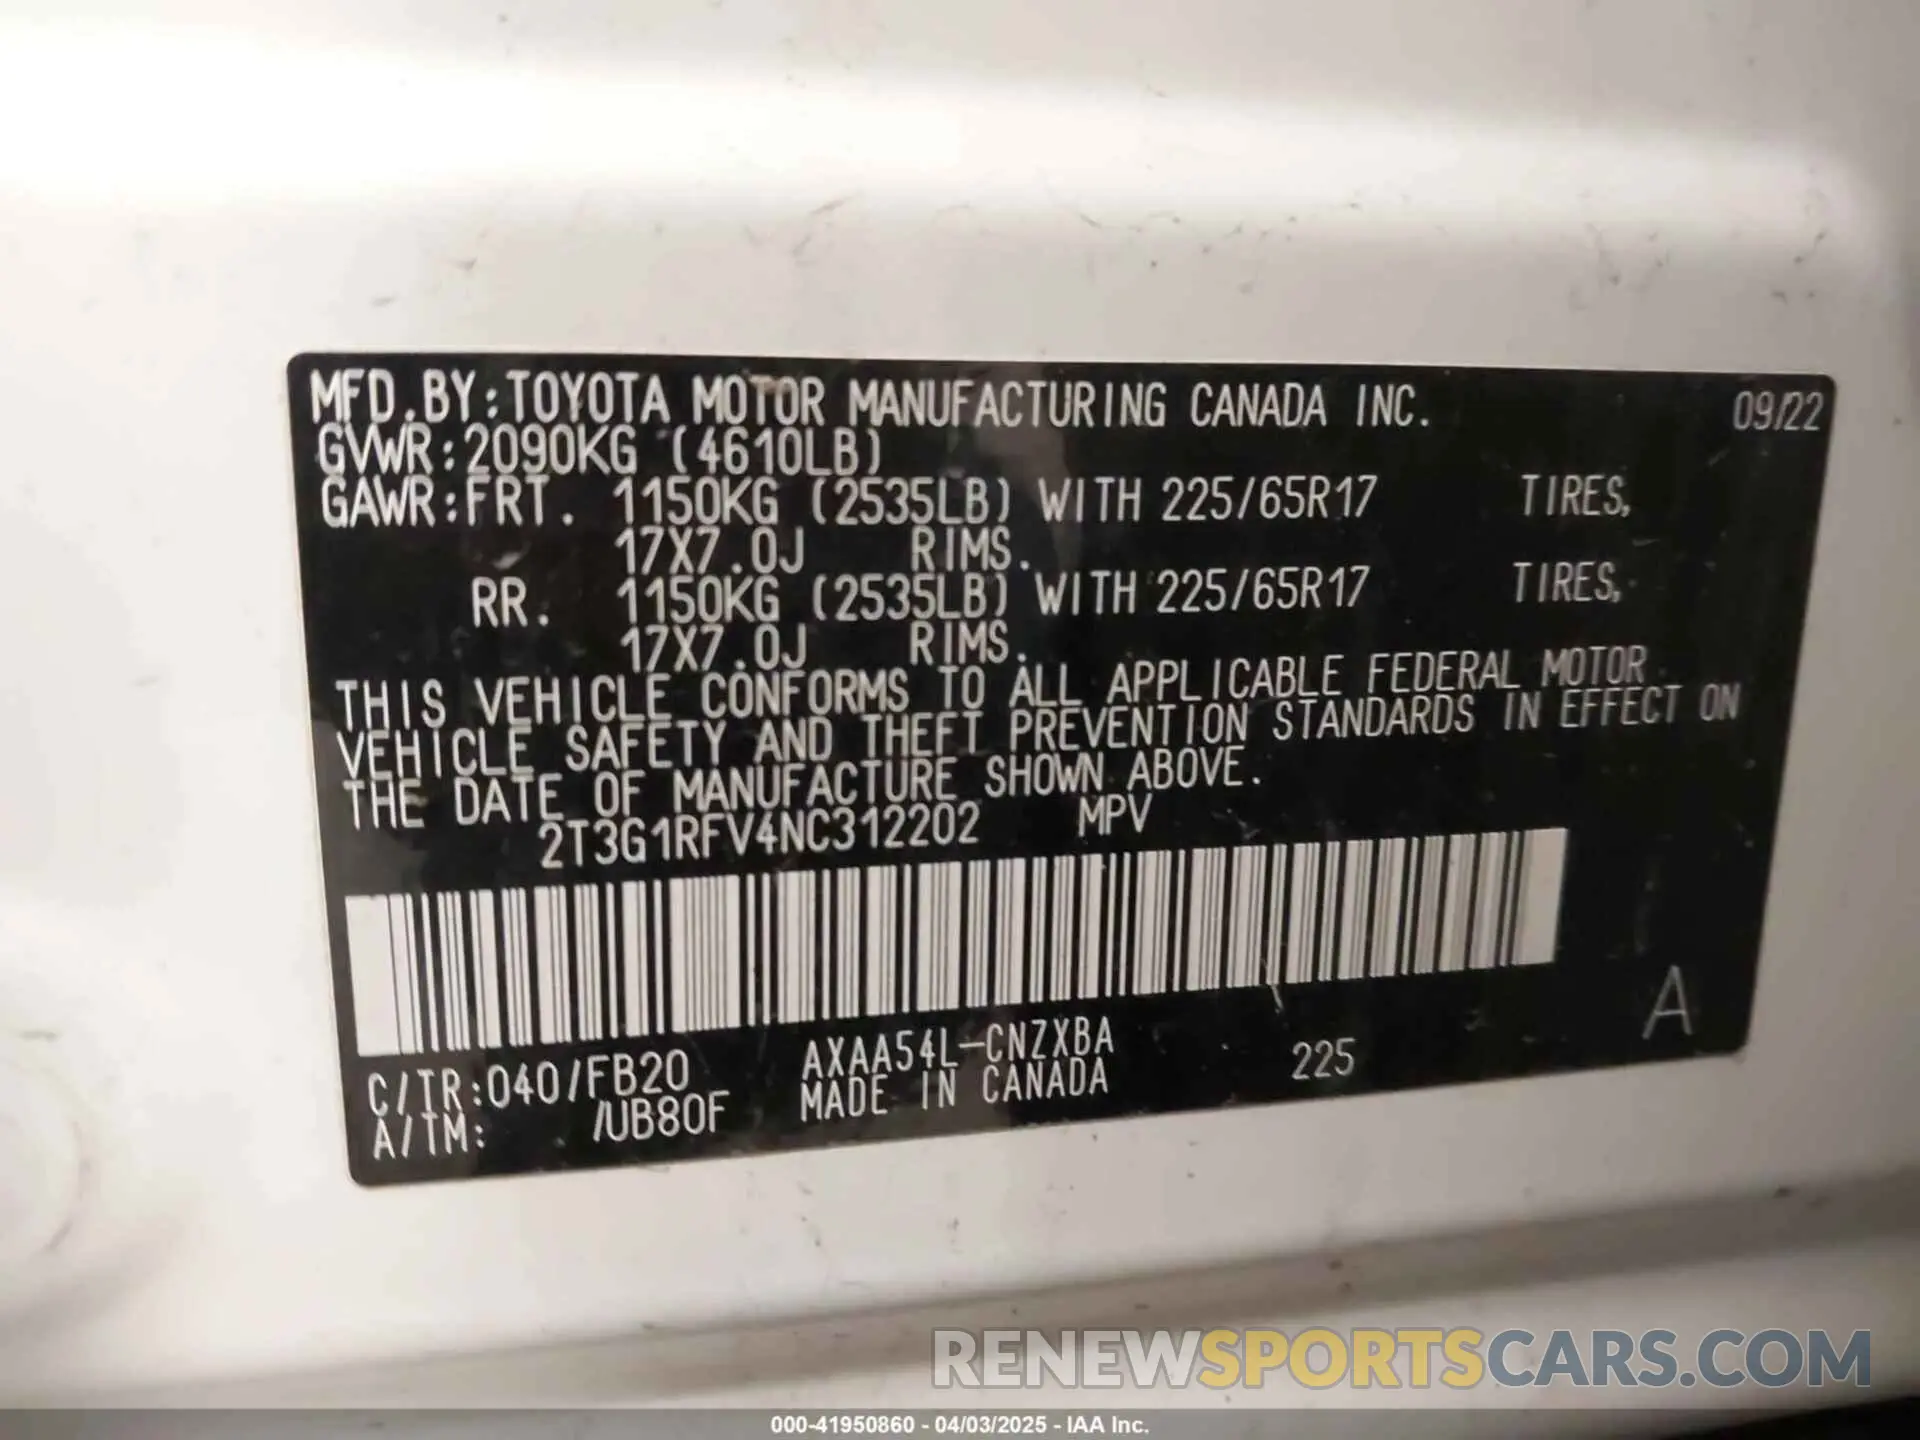 MFD.BY:TOYOTA MOTOR MANUFACTURING CANADA INC. 09/22
GVWR:2090KG (4610LB)
GAWR:FRT. 1150KG (2535LB) WITH 225/65R17 TIRES,
17X7.0J RIMS.
RR. 1150KG (2535LB) WITH 225/65R17 TIRES,
17X7.0J RIMS.
THIS VEHICLE CONFORMS TO ALL APPLICABLE FEDERAL MOTOR
VEHICLE SAFETY AND THEFT PREVENTION STANDARDS IN EFFECT ON
THE DATE OF MANUFACTURE SHOWN ABOVE.
2T3G1RFV4NC312202 MPV
A
C/TR:040/FB20 AXAA54L-CNZXBA 225
A/TM: /UB80F MADE IN CANADA
RENEWSPORTSCARS.COM
000-41950860 - 04/03/2025 - IAA Inc.